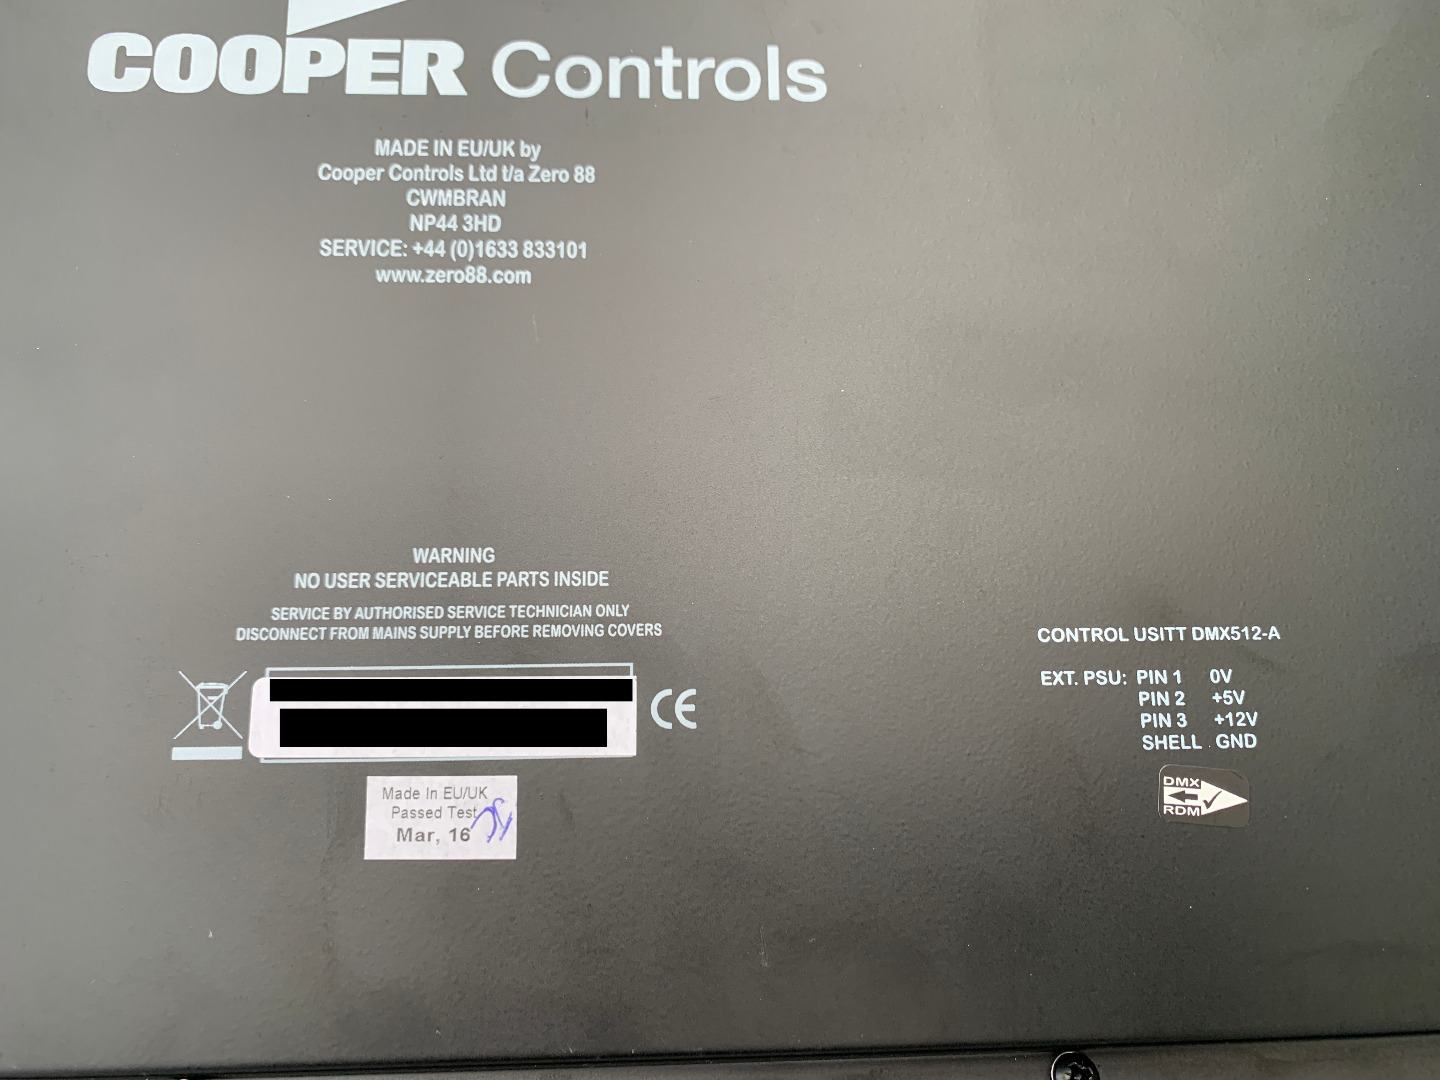 COOPER Controls
MADE IN EU/UK by
Cooper Controls Ltd t/a Zero 88
CWMBRAN
NP44 3HD
SERVICE: +44 (0)1633 833101
www.zero88.com
WARNING
NO USER SERVICEABLE PARTS INSIDE
SERVICE BY AUTHORISED SERVICE TECHNICIAN ONLY
DISCONNECT FROM MAINS SUPPLY BEFORE REMOVING COVERS
CE
Made In EU/UK
Passed Test
Mar, 16
CONTROL USITT DMX512-A
EXT. PSU: PIN 1 0V
PIN 2 +5V
PIN 3 +12V
SHELL GND
DMX
RDM